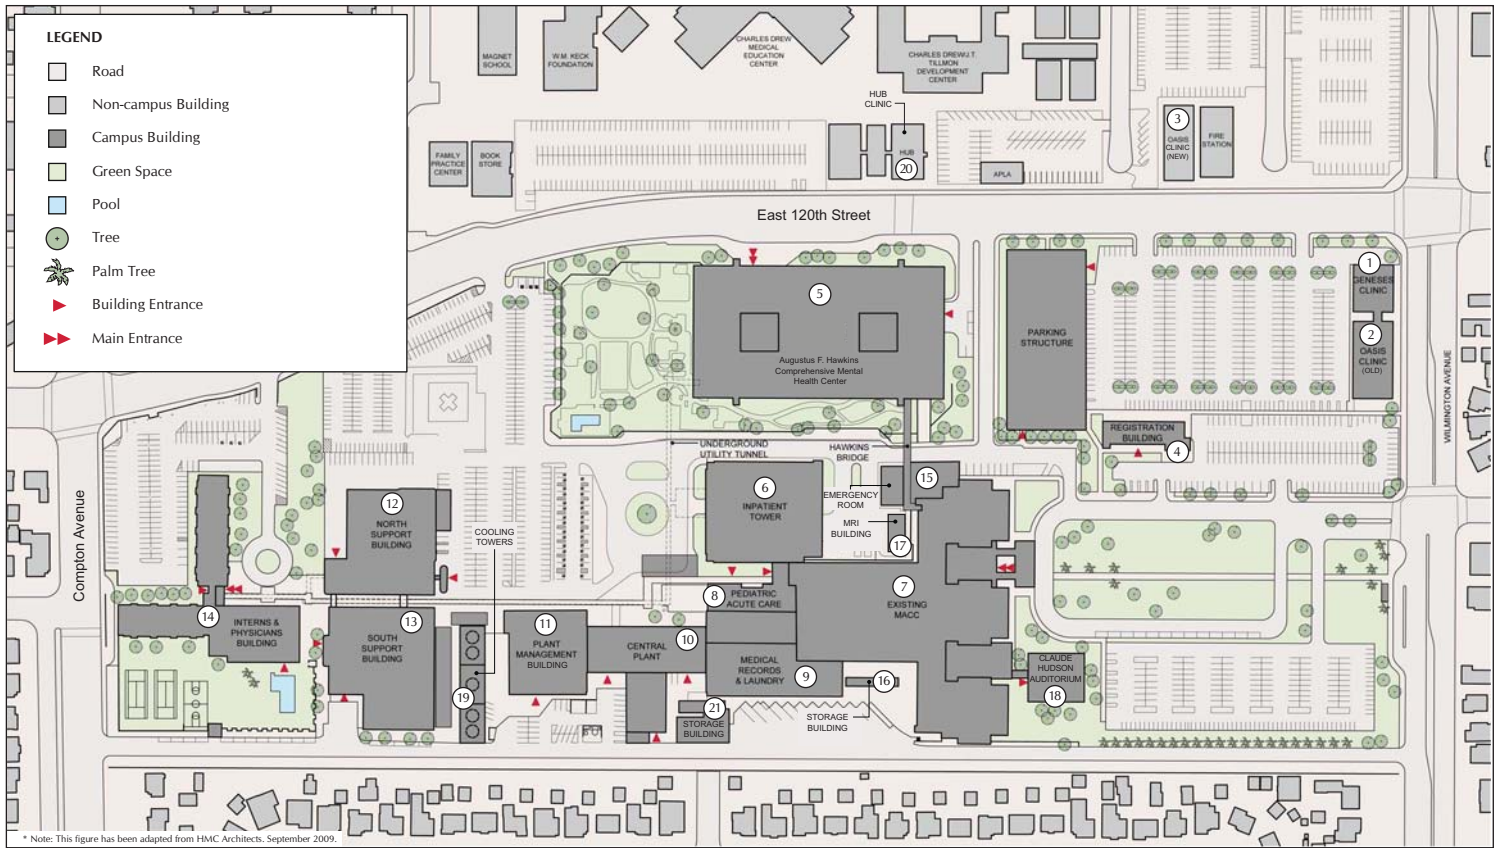 LEGEND
Road
Non-campus Building
Campus Building
Green Space
Pool
Tree
Palm Tree
Building Entrance
Main Entrance
MAGNET
SCHOOL
W.M. KECK
FOUNDATION
CHARLES DREW
MEDICAL
EDUCATION
CENTER
CHARLES DREW/J.T.
TILLMON
DEVELOPMENT
CENTER
HUB
CLINIC
HUB
20
FAMILY
PRACTICE
CENTER
BOOK
STORE
APLA
3
OASIS
CLINIC
(NEW)
FIRE
STATION
East 120th Street
5
Augustus F. Hawkins
Comprehensive Mental
Health Center
PARKING
STRUCTURE
1
GENESES
CLINIC
2
OASIS
CLINIC
(OLD)
WILMINGTON AVENUE
REGISTRATION
BUILDING
4
UNDERGROUND
UTILITY TUNNEL
HAWKINS
BRIDGE
15
EMERGENCY
ROOM
6
INPATIENT
TOWER
MRI
BUILDING
17
12
NORTH
SUPPORT
BUILDING
COOLING
TOWERS
Compton Avenue
7
EXISTING
MACC
8
PEDIATRIC
ACUTE CARE
14
INTERNS &
PHYSICIANS
BUILDING
13
SOUTH
SUPPORT
BUILDING
11
PLANT
MANAGEMENT
BUILDING
10
CENTRAL
PLANT
MEDICAL
RECORDS
& LAUNDRY
9
16
STORAGE
BUILDING
CLAUDE
HUDSON
AUDITORIUM
18
19
21
STORAGE
BUILDING
* Note: This figure has been adapted from HMC Architects. September 2009.